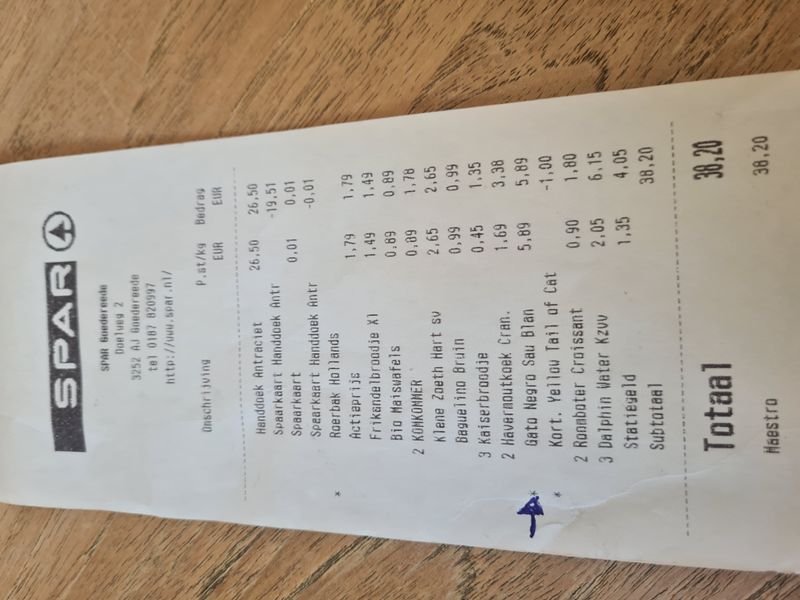 SPAR
SPAR Goedereede
Doelweg 2
3252 AJ Goedereede
tel 0187 820997
http://www.spar.nl/
Omschrijving P.st/kg Bedrag
EUR EUR
Handdoek Antraciet 26,50 26,50
Spaarkaart Handdoek Antr -19,51
Spaarkaart 0,01 0,01
Spaarkaart Handdoek Antr -0,01
* Roerbak Hollands
Actieprijs 1,79 1,79
Frikandelbroodje Xl 1,49 1,49
Bio Maiswafels 0,89 0,89
2 KOMKOMMER 0,89 1,78
Klene Zoeth Hart sv 2,65 2,65
Baguelino Bruin 0,99 0,99
3 Kaiserbroodje 0,45 1,35
2 Havermoutkoek Cran. 1,69 3,38
* Gato Negro Sau Blan 5,89 5,89
* Kort. Yellow Tail of Cat -1,00
2 Roomboter Croissant 0,90 1,80
3 Dolphin Water Kzvv 2,05 6,15
Statiegeld 1,35 4,05
Subtotaal 38,20
Totaal 38,20
Maestro 38,20